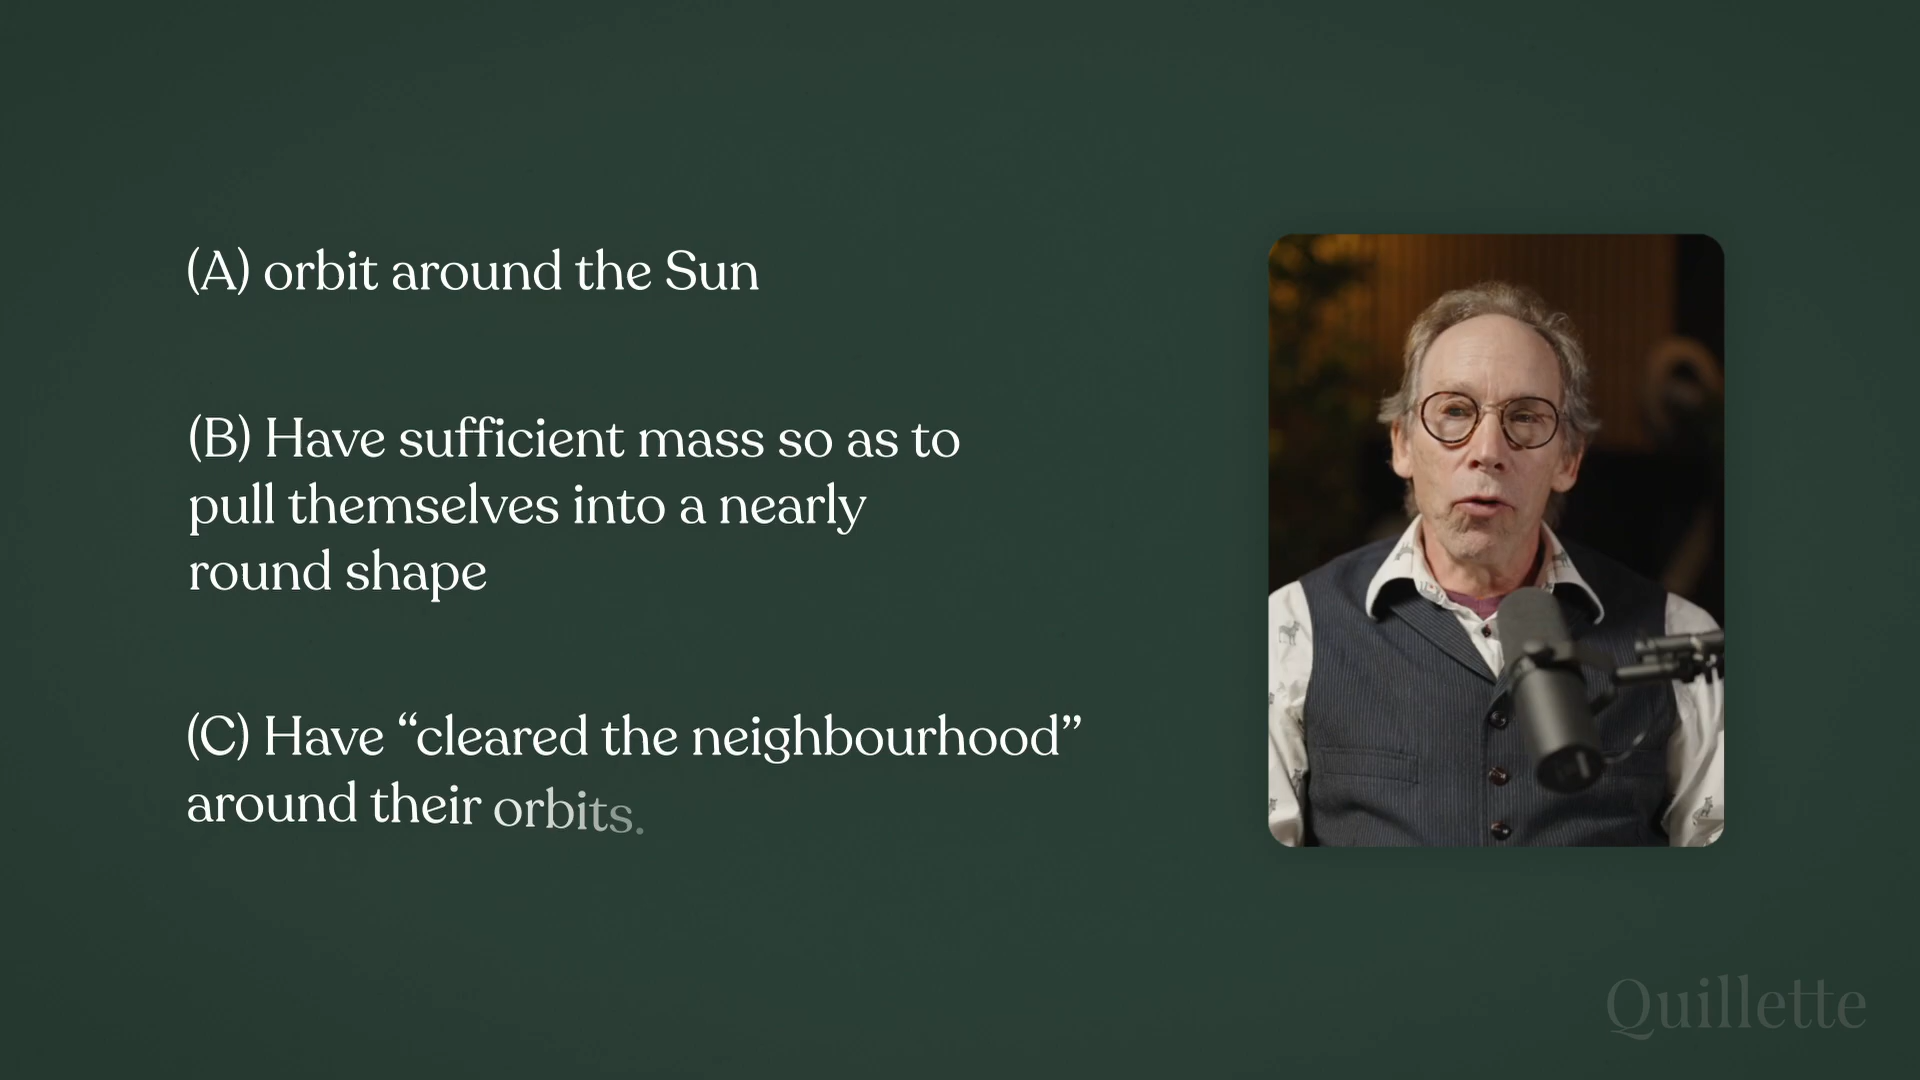 (A) orbit around the Sun
(B) Have sufficient mass so as to
pull themselves into a nearly
round shape
(C) Have “cleared the neighbourhood”
around their orbits.
Quillette